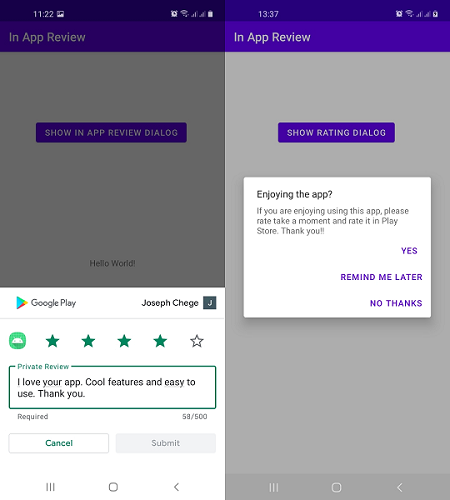 11:22
In App Review
SHOW IN APP REVIEW DIALOG
Hello World!
Google Play
Joseph Chege
J
Private Review
I love your app. Cool features and easy to
use. Thank you.
Required
58/500
Cancel
Submit
13:37
In App Review
SHOW RATING DIALOG
Enjoying the app?
If you are enjoying using this app, please
rate take a moment and rate it in Play
Store. Thank you!!
YES
REMIND ME LATER
NO THANKS